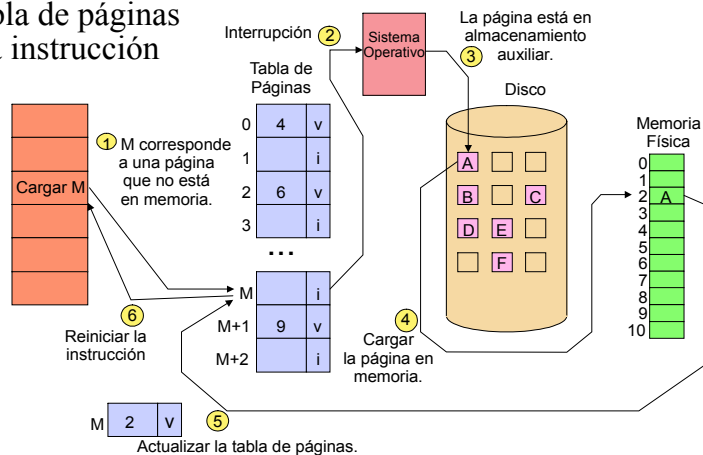 bla de páginas
instrucción
Interrupción 2
Sistema
Operativo
La página está en
almacenamiento
auxiliar.
3
Tabla de
Páginas
Disco
Memoria
Física
1
M corresponde
a una página
que no está
en memoria.
Cargar M
0 4 v
1 i
2 6 v
3 i
...
M i
M+1 9 v
M+2 i
A
B C
D E
F
0
1
2 A
3
4
5
6
7
8
9
10
6
Reiniciar la
instrucción
4
Cargar
la página en
memoria.
M 2 v 5
Actualizar la tabla de páginas.